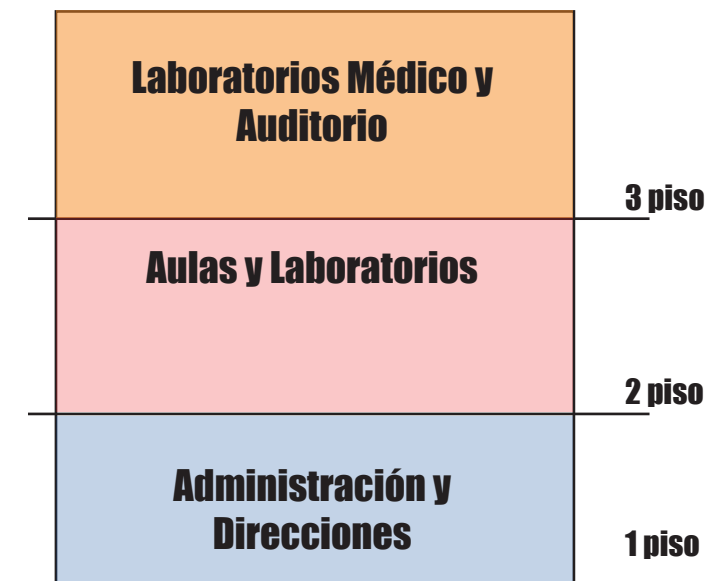 Laboratorios Médico y
Auditorio
3 piso
Aulas y Laboratorios
2 piso
Administración y
Direcciones
1 piso